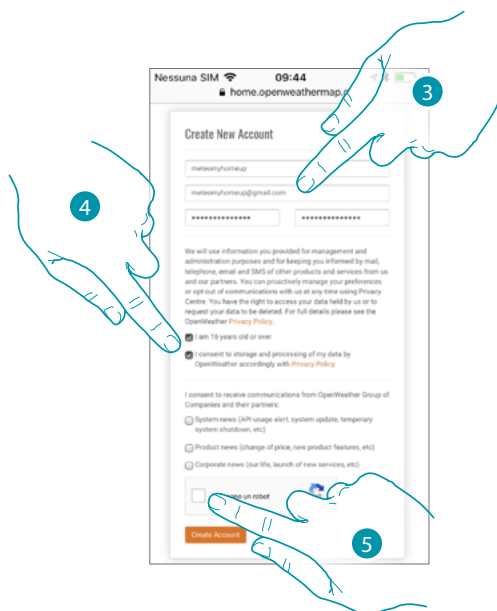 Nessuna SIM 09:44
home.openweathermap.o
3
Create New Account
meteomyhomeup
meteomyhomeup@gmail.com
•••••••••••••• ••••••••••••••
4
We will use information you provided for management and
administration purposes and for keeping you informed by mail,
telephone, email and SMS of other products and services from us
and our partners. You can proactively manage your preferences
or opt-out of communications with us at any time using Privacy
Centre. You have the right to access your data held by us or to
request your data to be deleted. For full details please see the
OpenWeather Privacy Policy.
I am 16 years old or over
I consent to storage and processing of my data by
OpenWeather accordingly with Privacy Policy
I consent to receive communications from OpenWeather Group of
Companies and their partners:
System news (API usage alert, system update, temporary
system shutdown, etc)
Product news (change of price, new product features, etc)
Corporate news (our life, launch of new services, etc)
un robot
Create Account
5